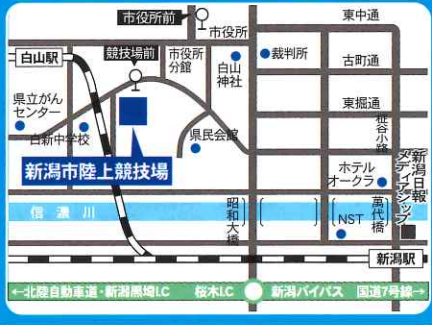 市役所前
市役所
東中通
白山駅
競技場前
市役所
分館
白山
神社
裁判所
古町通
県立がん
センター
白新中学校
東堀通
柾谷小路
県民会館
新潟市陸上競技場
ホテル
オークラ
新潟日報
メディアシップ
信濃川
昭和大橋
NST
萬代橋
新潟駅
←北陸自動車道・新潟黒埼I.C
桜木I.C
新潟バイパス
国道7号線→